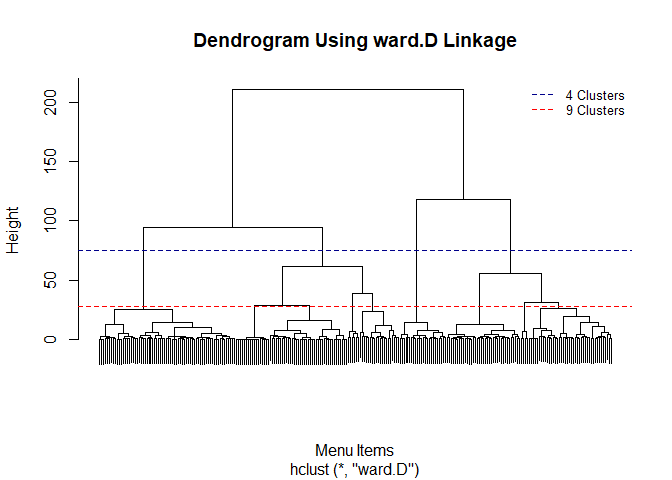 Dendrogram Using ward.D Linkage
4 Clusters
9 Clusters
Height
200
150
100
50
0
Menu Items
hclust (*, "ward.D")